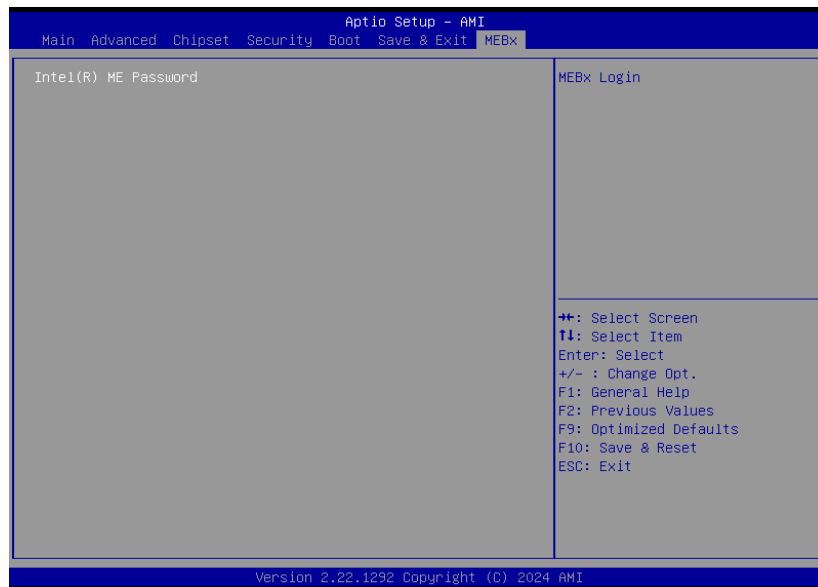 Aptio Setup – AMI
Main Advanced Chipset Security Boot Save & Exit MEBx
Intel(R) ME Password
MEBx Login
→←: Select Screen
↑↓: Select Item
Enter: Select
+/- : Change Opt.
F1: General Help
F2: Previous Values
F9: Optimized Defaults
F10: Save & Reset
ESC: Exit
Version 2.22.1292 Copyright (C) 2024 AMI